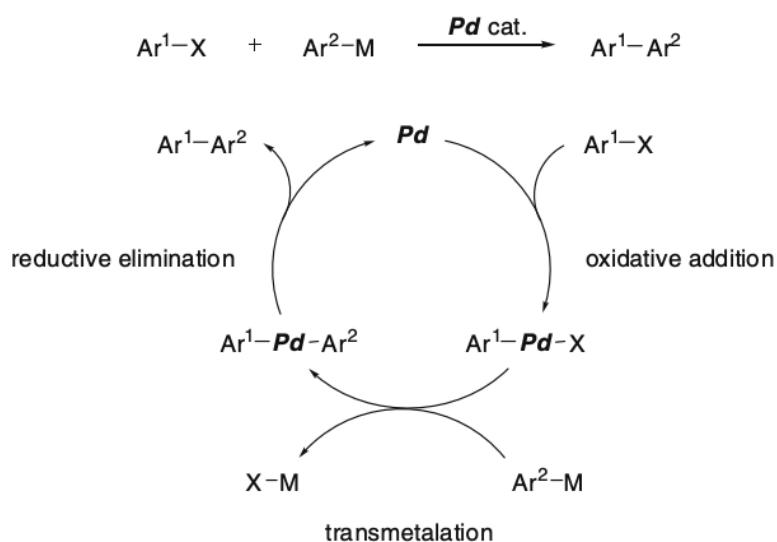 Ar¹–X + Ar²–M Pd cat. Ar¹–Ar²
Ar¹–Ar² Pd Ar¹–X
reductive elimination oxidative addition
Ar¹–Pd–Ar² Ar¹–Pd–X
X–M Ar²–M
transmetalation